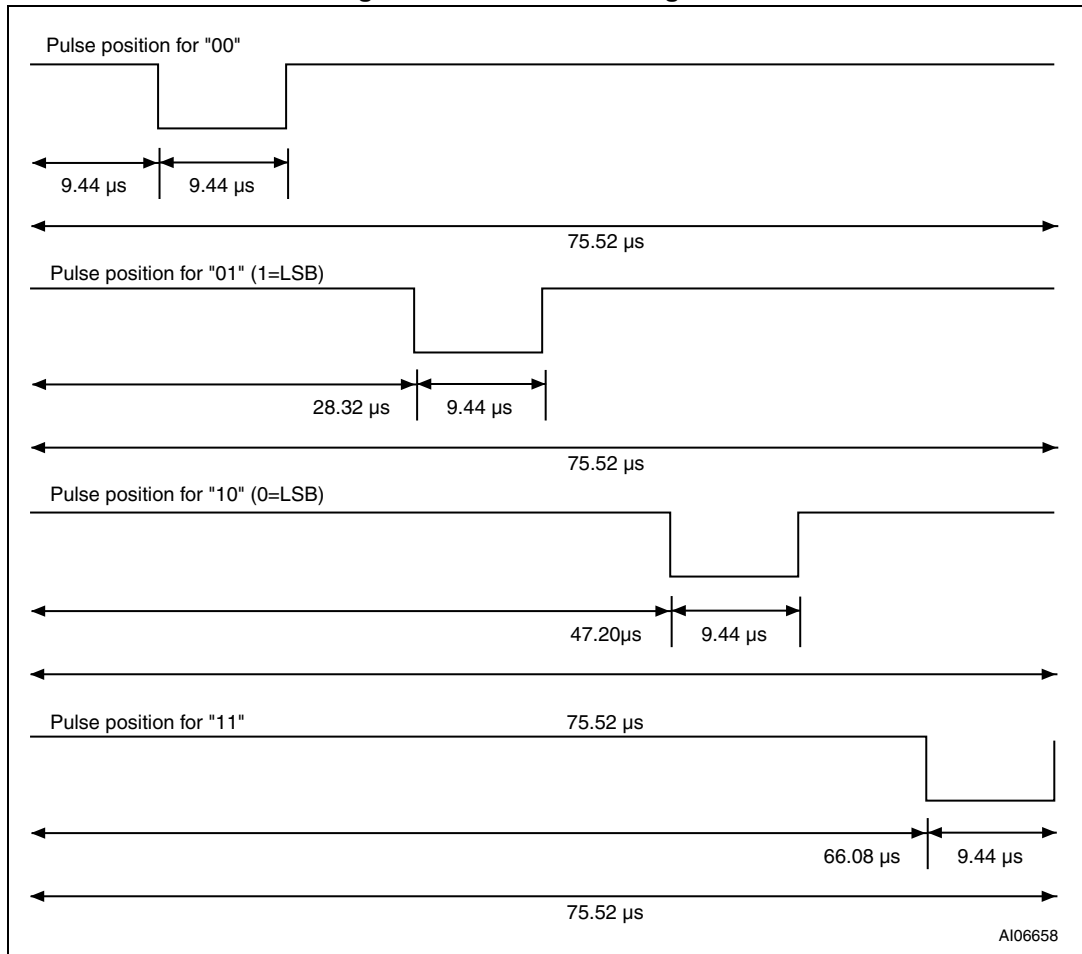 Pulse position for "00"
9.44 µs 9.44 µs
75.52 µs
Pulse position for "01" (1=LSB)
28.32 µs 9.44 µs
75.52 µs
Pulse position for "10" (0=LSB)
47.20µs 9.44 µs
Pulse position for "11" 75.52 µs
66.08 µs 9.44 µs
75.52 µs
AI06658